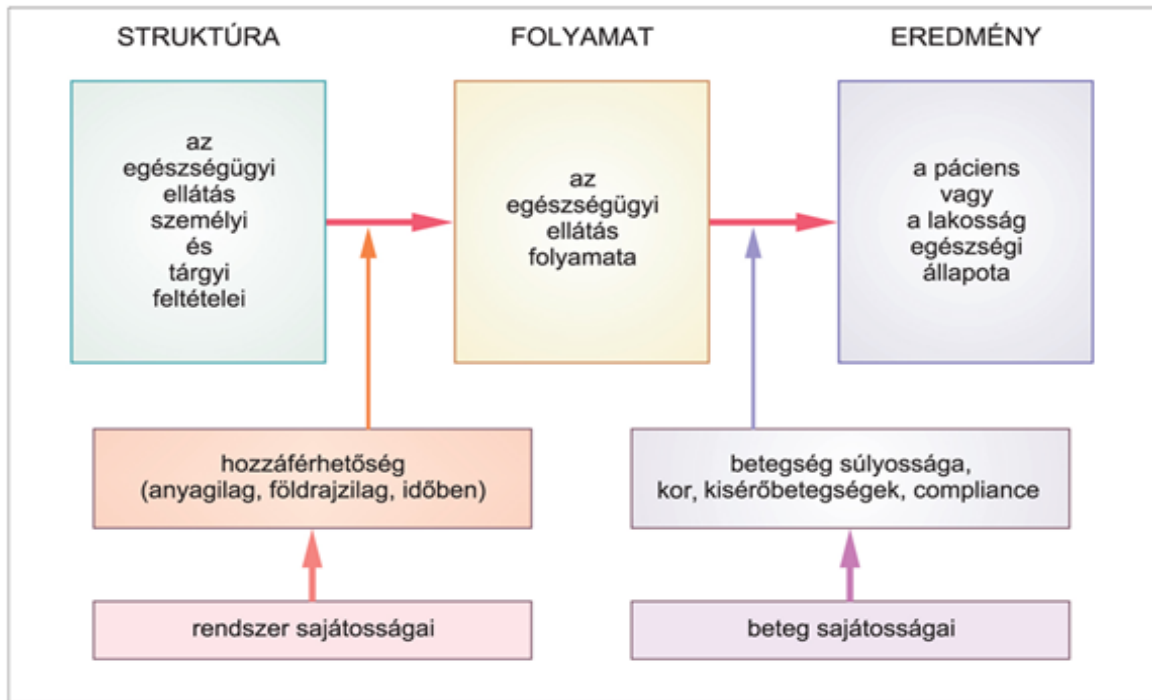 STRUKTÚRA
FOLYAMAT
EREDMÉNY
az
egészségügyi
ellátás
személyi
és
tárgyi
feltételei
az
egészségügyi
ellátás
folyamata
a páciens
vagy
a lakosság
egészségi
állapota
hozzáférhetőség
(anyagilag, földrajzilag, időben)
betegség súlyossága,
kor, kisérőbetegségek, compliance
rendszer sajátosságai
beteg sajátosságai